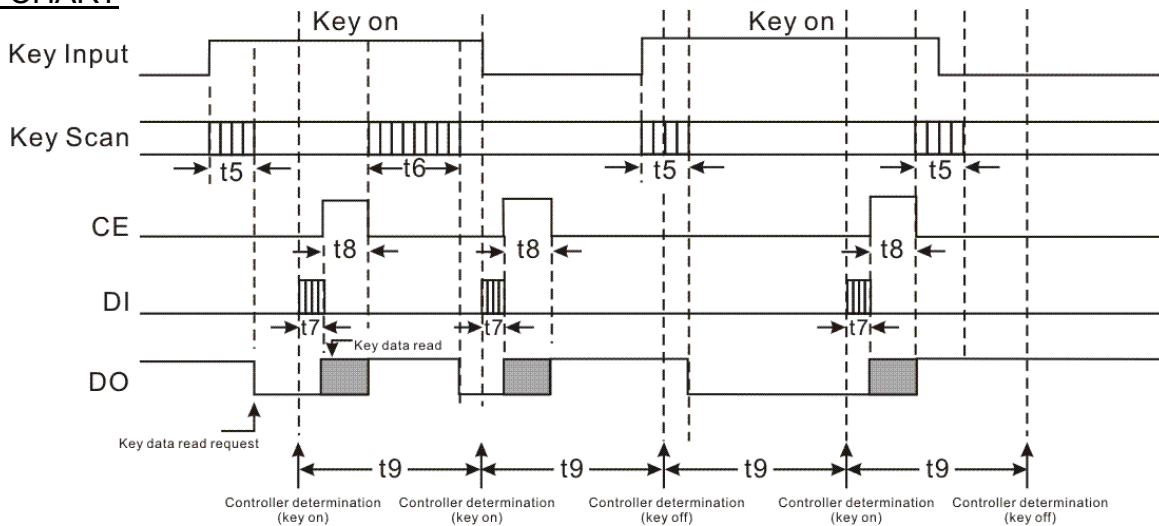 CHART
Key on Key on
Key Input
Key Scan
t5 t6 t5 t5
CE
t8 t8 t8
DI
t7 t7 t7
Key data read
DO
Key data read request
t9 t9 t9 t9
Controller determination Controller determination Controller determination Controller determination Controller determination
(key on) (key on) (key off) (key on) (key off)